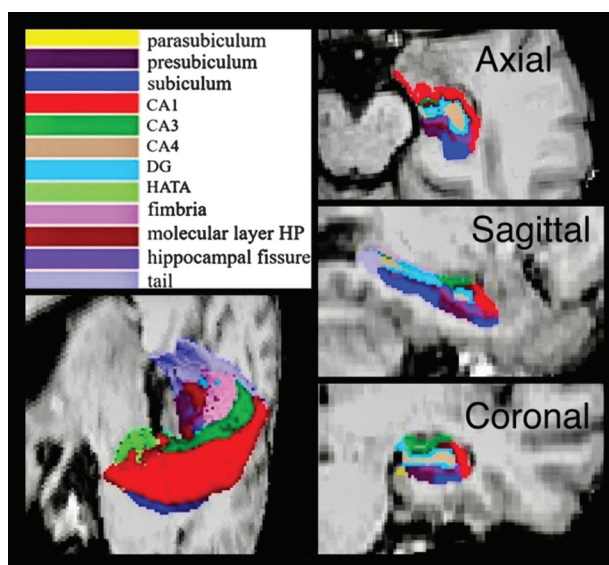 parasubiculum
presubiculum
subiculum
CA1
CA3
CA4
DG
HATA
fimbria
molecular layer HP
hippocampal fissure
tail
Axial
Sagittal
Coronal